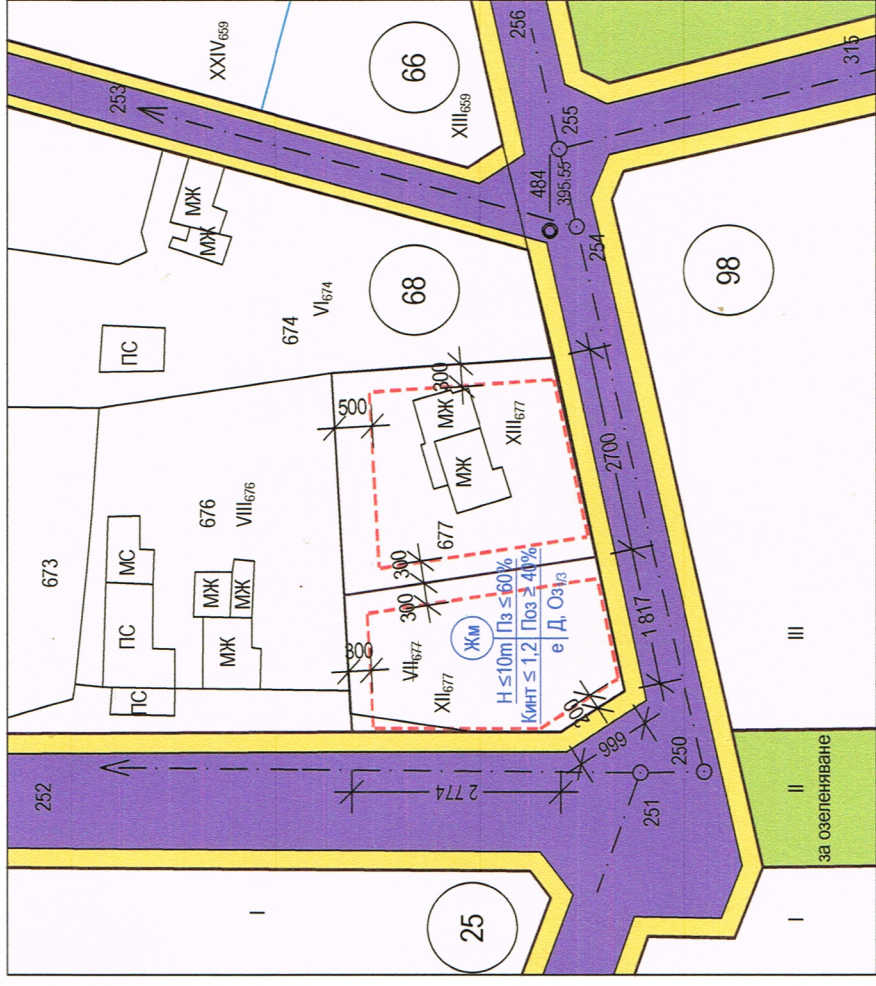 256
XXIV659
66
253
XIII659
315
255
484
395.55
254
МЖ
МЖ
68
98
VI674
674
ПС
500
300
МЖ
XIII677
МЖ
2700
676
VIII676
677
673
МС
ПС
МЖ
МЖ
МЖ
300
300
300
Жм
Н ≤10m Пз ≤ 60%
Кинт ≤ 1,2 Поз ≥ 40%
е Д, Оз1/3
VII677
XII677
1 817
III
ПС
200
999
250
252
2 774
251
II
за озеленяване
I
25
I